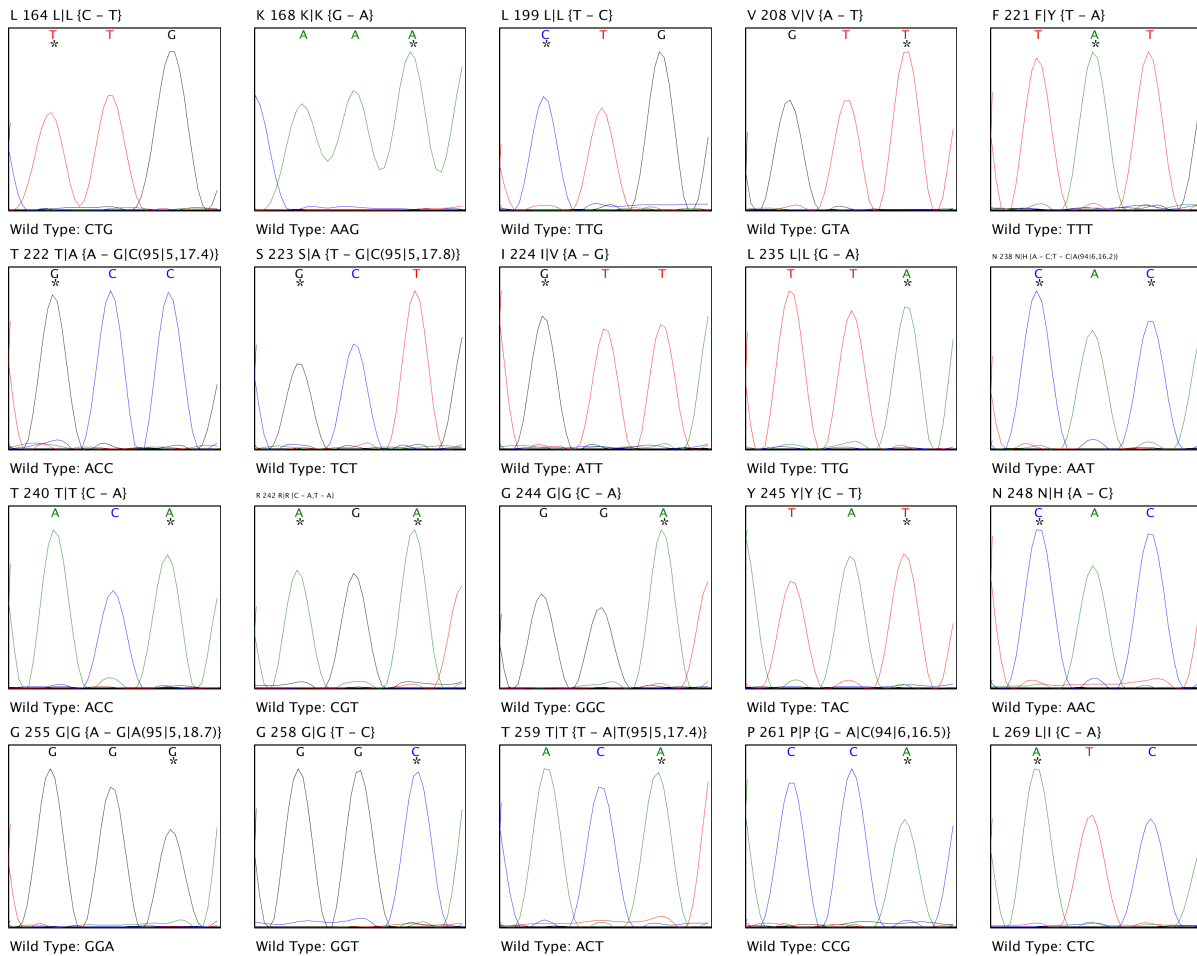 L 164 L|L {C – T}
K 168 K|K {G – A}
L 199 L|L {T – C}
V 208 V|V {A – T}
F 221 F|Y {T – A}
T T G
*
A A A
*
C T G
*
G T T
*
T A T
*
Wild Type: CTG
Wild Type: AAG
Wild Type: TTG
Wild Type: GTA
Wild Type: TTT
T 222 T|A {A – G|C(95|5,17.4)}
S 223 S|A {T – G|C(95|5,17.8)}
I 224 I|V {A – G}
L 235 L|L {G – A}
N 238 N|H {A – C;T – C|A(94|6,16.2)}
G C C
*
G C T
*
G T T
*
T T A
*
C A C
* *
Wild Type: ACC
Wild Type: TCT
Wild Type: ATT
Wild Type: TTG
Wild Type: AAT
T 240 T|T {C – A}
R 242 R|R {C – A;T – A}
G 244 G|G {C – A}
Y 245 Y|Y {C – T}
N 248 N|H {A – C}
A C A
*
A G A
* *
G G A
*
T A T
*
C A C
*
Wild Type: ACC
Wild Type: CGT
Wild Type: GGC
Wild Type: TAC
Wild Type: AAC
G 255 G|G {A – G|A(95|5,18.7)}
G 258 G|G {T – C}
T 259 T|T {T – A|T(95|5,17.4)}
P 261 P|P {G – A|C(94|6,16.5)}
L 269 L|I {C – A}
G G G
*
G G C
*
A C A
*
C C A
*
A T C
*
Wild Type: GGA
Wild Type: GGT
Wild Type: ACT
Wild Type: CCG
Wild Type: CTC